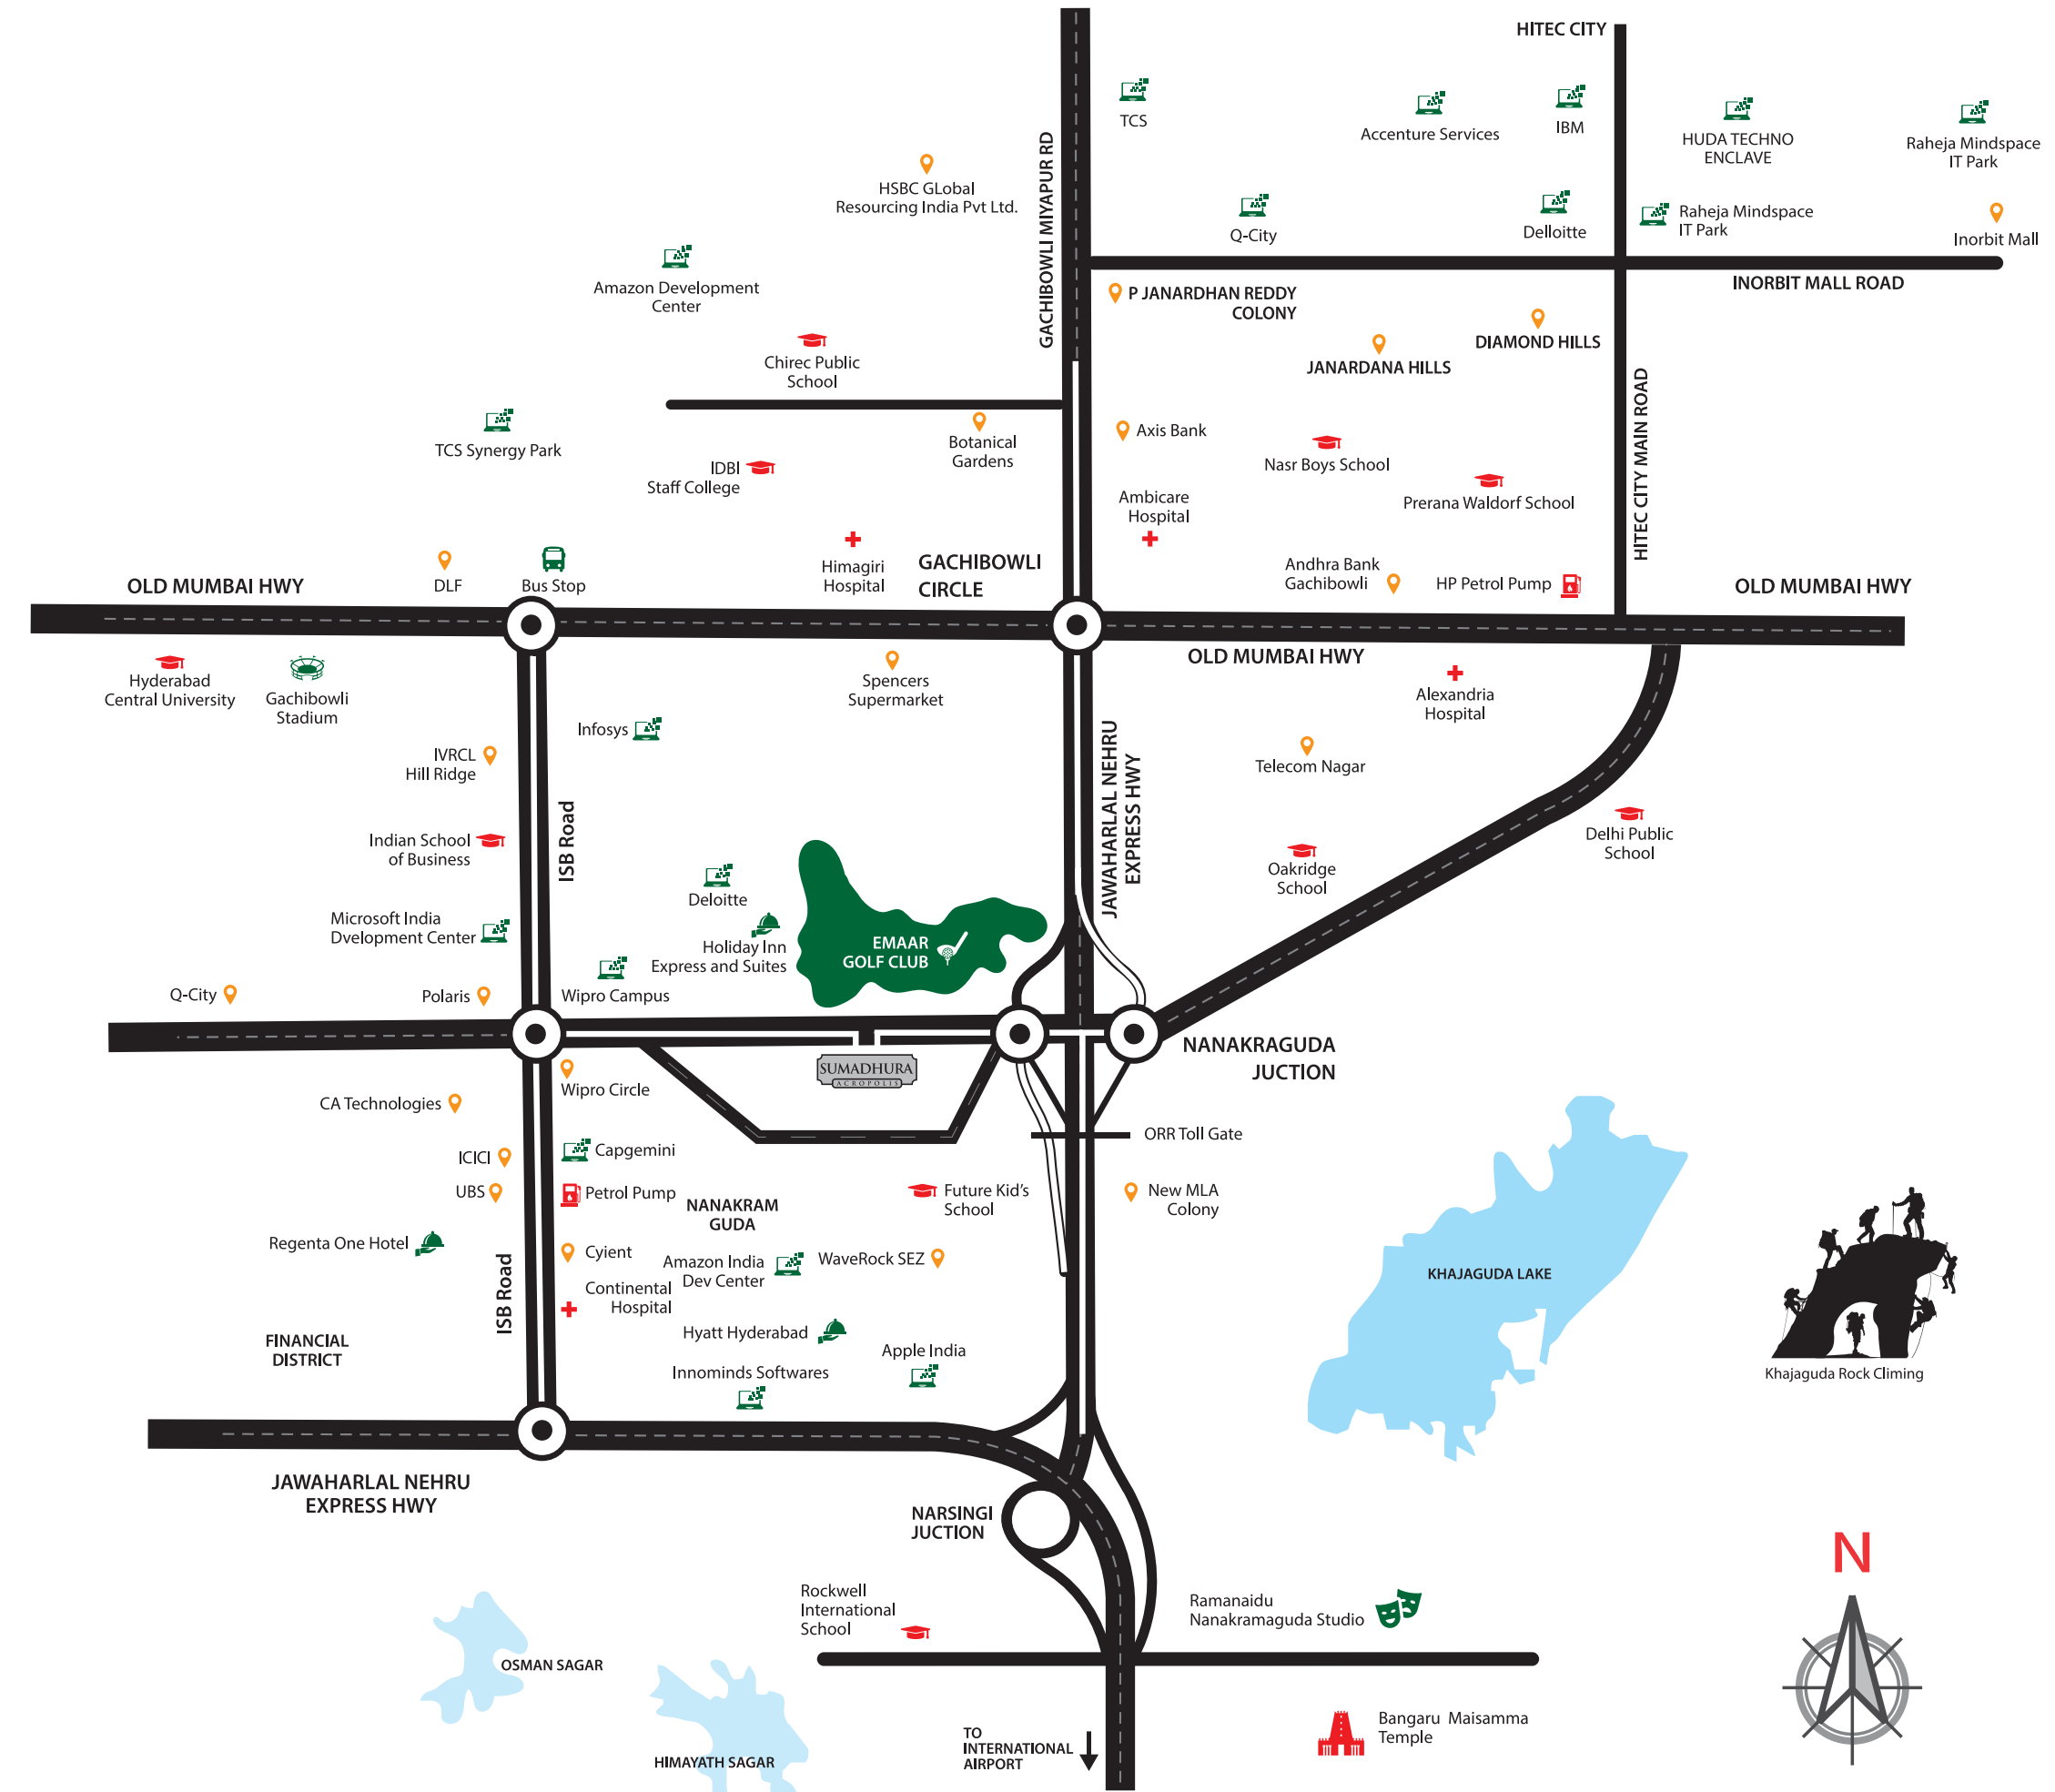 HITEC CITY
TCS
Accenture Services
IBM
HUDA TECHNO
ENCLAVE
Raheja Mindspace
IT Park
HSBC GLobal
Resourcing India Pvt Ltd.
GACHIBOWLI MIYAPUR RD
Q-City
Delloitte
Raheja Mindspace
IT Park
Inorbit Mall
Amazon Development
Center
P JANARDHAN REDDY
COLONY
INORBIT MALL ROAD
DIAMOND HILLS
JANARDANA HILLS
Chirec Public
School
TCS Synergy Park
IDBI
Staff College
Botanical
Gardens
Axis Bank
Nasr Boys School
Prerana Waldorf School
HITEC CITY MAIN ROAD
Ambicare
Hospital
Himagiri
Hospital
GACHIBOWLI
CIRCLE
Andhra Bank
Gachibowli
HP Petrol Pump
OLD MUMBAI HWY
DLF
Bus Stop
OLD MUMBAI HWY
OLD MUMBAI HWY
Hyderabad
Central University
Gachibowli
Stadium
Spencers
Supermarket
Alexandria
Hospital
Infosys
IVRCL
Hill Ridge
Telecom Nagar
JAWAHARLAL NEHRU
EXPRESS HWY
ISB Road
Indian School
of Business
Delhi Public
School
Oakridge
School
Deloitte
Microsoft India
Dvelopment Center
Holiday Inn
Express and Suites
EMAAR
GOLF CLUB
Q-City
Polaris
Wipro Campus
NANAKRAGUDA
JUCTION
SUMADHURA
ACROPOLIS
Wipro Circle
CA Technologies
ORR Toll Gate
ICICI
Capgemini
UBS
Petrol Pump
NANAKRAM
GUDA
Future Kid's
School
New MLA
Colony
Regenta One Hotel
Cyient
Amazon India
Dev Center
WaveRock SEZ
KHAJAGUDA LAKE
ISB Road
Continental
Hospital
Hyatt Hyderabad
FINANCIAL
DISTRICT
Apple India
Innominds Softwares
Khajaguda Rock Climing
JAWAHARLAL NEHRU
EXPRESS HWY
NARSINGI
JUCTION
N
Rockwell
International
School
Ramanaidu
Nanakramaguda Studio
OSMAN SAGAR
HIMAYATH SAGAR
TO
INTERNATIONAL
AIRPORT
Bangaru Maisamma
Temple